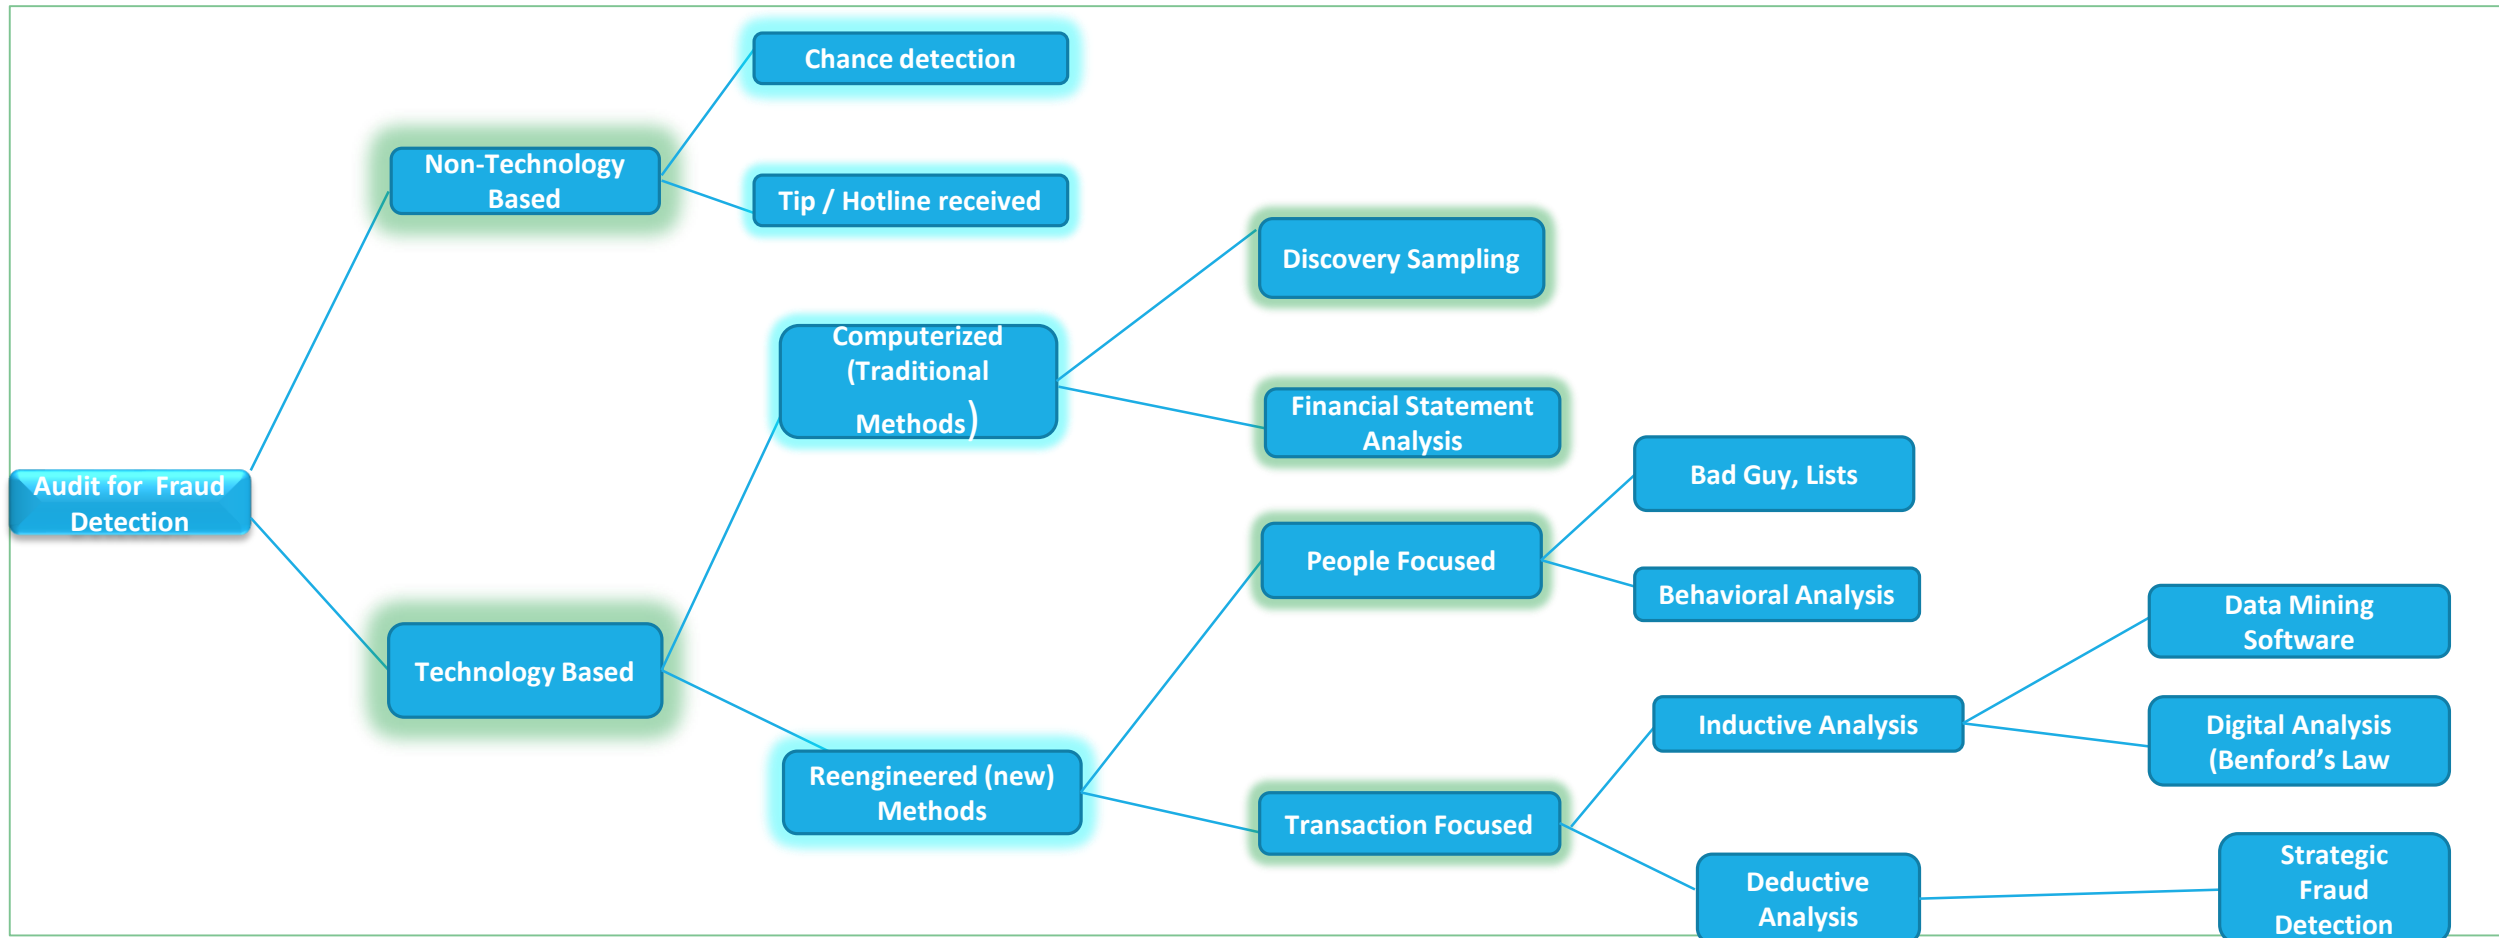 Chance detection
Non-Technology
Based
Tip / Hotline received
Discovery Sampling
Computerized
(Traditional
Methods)
Financial Statement
Analysis
Bad Guy, Lists
Audit for  Fraud
Detection
People Focused
Behavioral Analysis
Data Mining
Software
Technology Based
Inductive Analysis
Digital Analysis
(Benford’s Law
Reengineered (new)
Methods
Transaction Focused
Deductive
Analysis
Strategic
Fraud
Detection